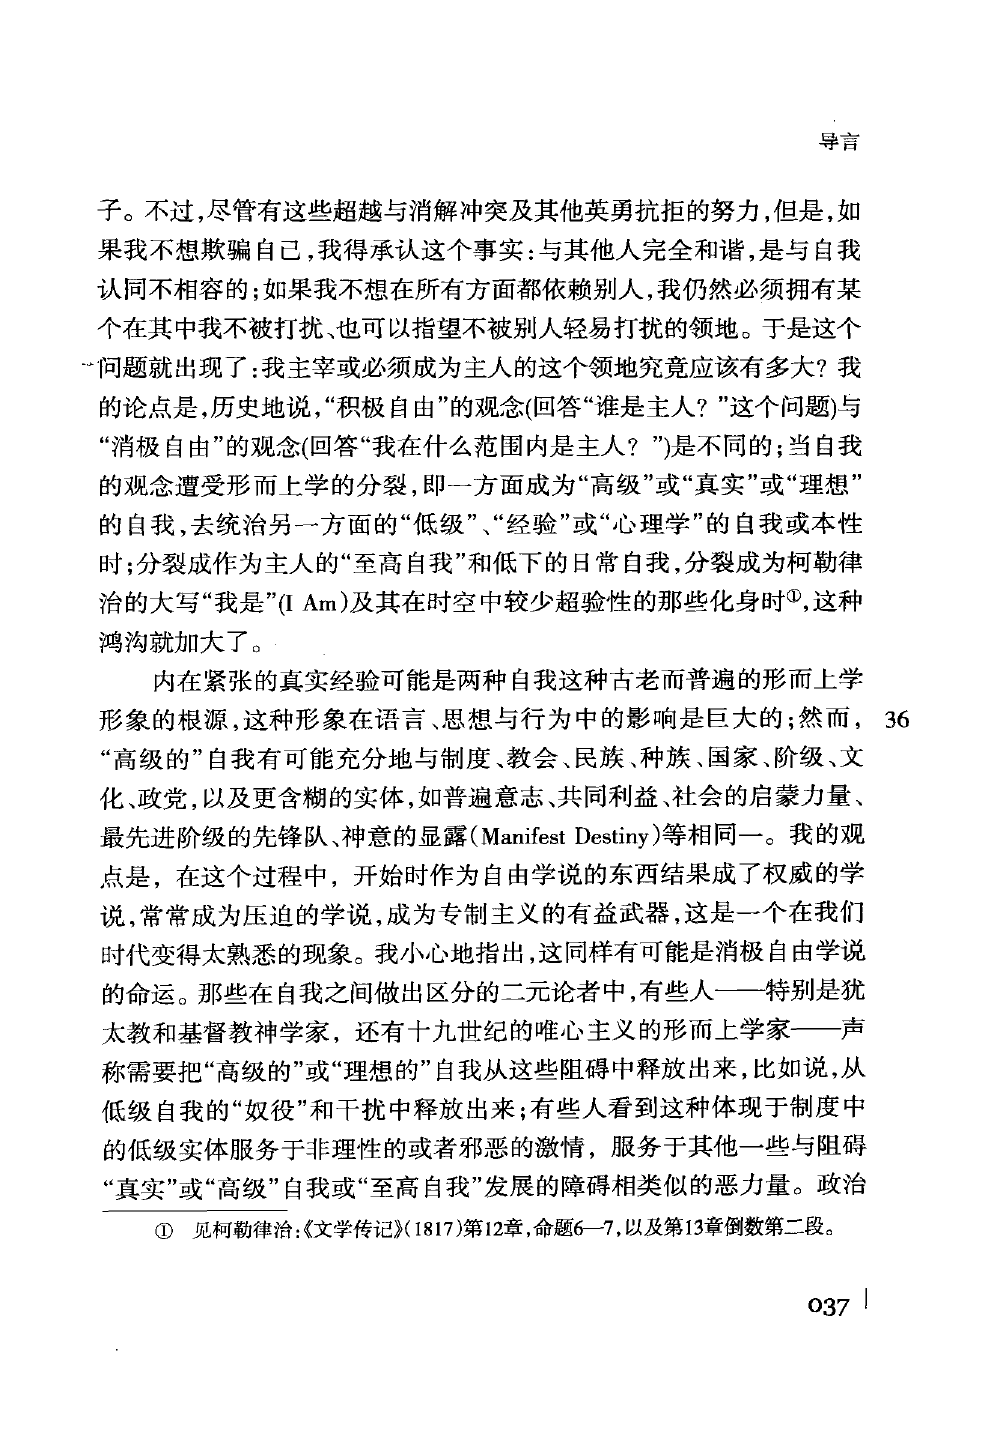 导言
子。不过,尽管有这些超越与消解冲突及其他英勇抗拒的努力,但是,如
果我不想欺骗自己,我得承认这个事实:与其他人完全和谐,是与自我
认同不相容的;如果我不想在所有方面都依赖别人,我仍然必须拥有某
个在其中我不被打扰、也可以指望不被别人轻易打扰的领地。于是这个
问题就出现了:我主宰或必须成为主人的这个领地究竟应该有多大?我
的论点是,历史地说,“积极自由”的观念(回答“谁是主人?”这个问题)与
“消极自由”的观念(回答“我在什么范围内是主人?”)是不同的;当自我
的观念遭受形而上学的分裂,即一方面成为“高级”或“真实”或“理想”
的自我,去统治另一方面的“低级”、“经验”或“心理学”的自我或本性
时;分裂成作为主人的“至高自我”和低下的日常自我,分裂成为柯勒律
治的大写“我是”(I Am)及其在时空中较少超验性的那些化身时①,这种
鸿沟就加大了。
内在紧张的真实经验可能是两种自我这种古老而普遍的形而上学
形象的根源,这种形象在语言、思想与行为中的影响是巨大的;然而, 36
“高级的”自我有可能充分地与制度、教会、民族、种族、国家、阶级、文
化、政党,以及更含糊的实体,如普遍意志、共同利益、社会的启蒙力量、
最先进阶级的先锋队、神意的显露(Manifest Destiny)等相同一。我的观
点是,在这个过程中,开始时作为自由学说的东西结果成了权威的学
说,常常成为压迫的学说,成为专制主义的有益武器,这是一个在我们
时代变得太熟悉的现象。我小心地指出,这同样有可能是消极自由学说
的命运。那些在自我之间做出区分的二元论者中,有些人——特别是犹
太教和基督教神学家,还有十九世纪的唯心主义的形而上学家——声
称需要把“高级的”或“理想的”自我从这些阻碍中释放出来,比如说,从
低级自我的“奴役”和干扰中释放出来;有些人看到这种体现于制度中
的低级实体服务于非理性的或者邪恶的激情,服务于其他一些与阻碍
“真实”或“高级”自我或“至高自我”发展的障碍相类似的恶力量。政治
① 见柯勒律治:《文学传记》(1817)第12章,命题6—7,以及第13章倒数第二段。
037